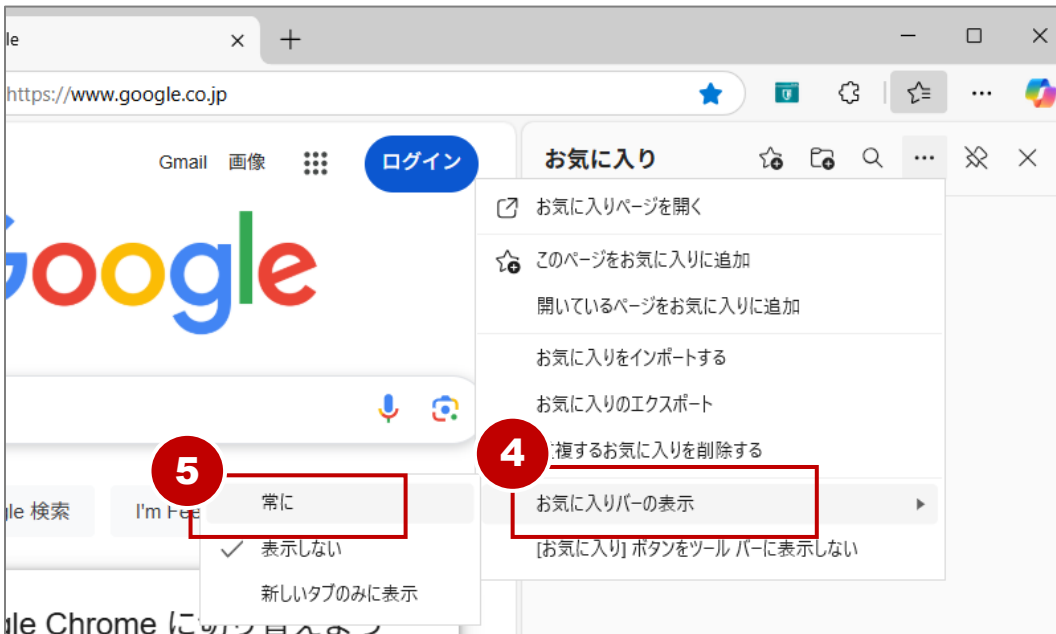 le
https://www.google.co.jp
Gmail 画像 ログイン
お気に入り
Google
お気に入りページを開く
このページをお気に入りに追加
開いているページをお気に入りに追加
お気に入りをインポートする
お気に入りのエクスポート
4
複するお気に入りを削除する
お気に入りバーの表示
[お気に入り] ボタンをツール バーに表示しない
5
常に
表示しない
新しいタブのみに表示
gle 検索
I'm Fee
gle Chrome に切り替えよう